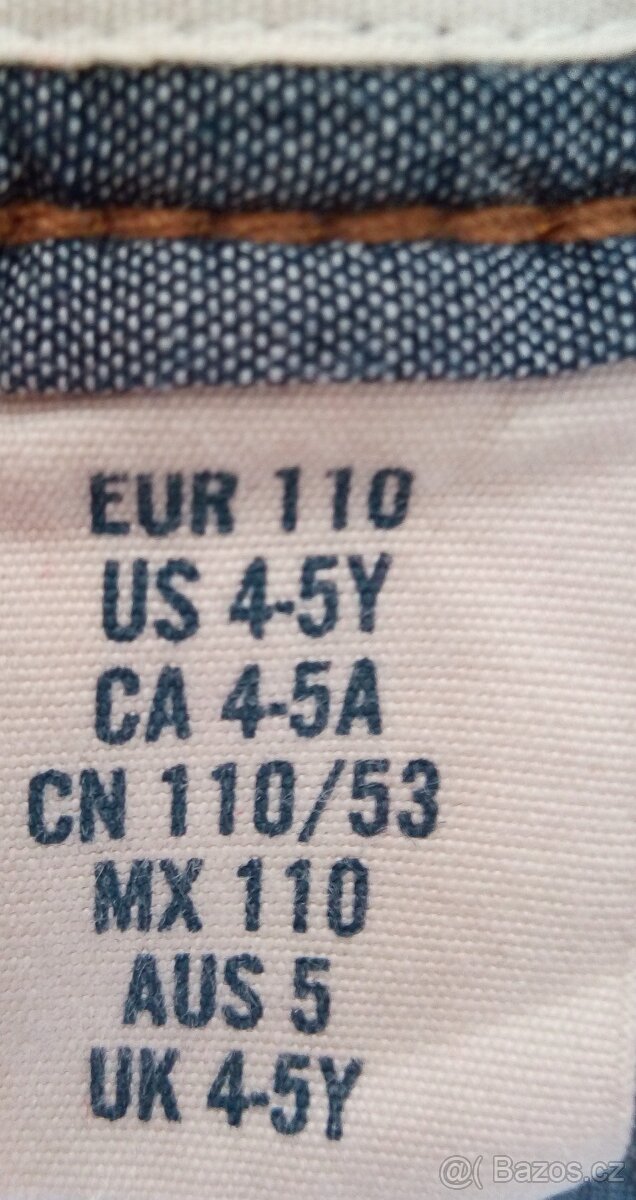 EUR 110
US 4-5Y
CA 4-5A
CN 110/53
MX 110
AUS 5
UK 4-5Y
@( Bazos.cz